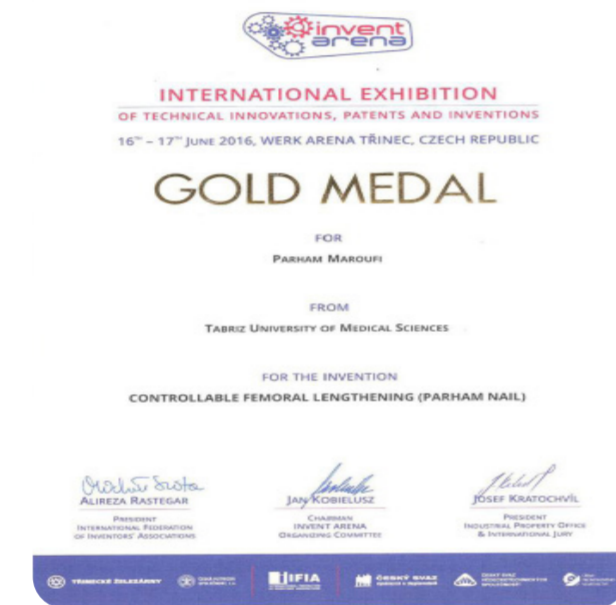 invent
arena
INTERNATIONAL EXHIBITION
OF TECHNICAL INNOVATIONS, PATENTS AND INVENTIONS
16TH – 17TH JUNE 2016, WERK ARENA TŘINEC, CZECH REPUBLIC
GOLD MEDAL
FOR
PARHAM MAROUFI
FROM
TABRIZ UNIVERSITY OF MEDICAL SCIENCES
FOR THE INVENTION
CONTROLLABLE FEMORAL LENGTHENING (PARHAM NAIL)
ALIREZA RASTEGAR
PRESIDENT
INTERNATIONAL FEDERATION
OF INVENTORS' ASSOCIATIONS
JAN KOBIELUSZ
CHAIRMAN
INVENT ARENA
ORGANIZING COMMITTEE
JOSEF KRATOCHVÍL
PRESIDENT
INDUSTRIAL PROPERTY OFFICE
& INTERNATIONAL JURY
TŘINECKÉ ŽELEZÁRNY
IFIA
ČESKÝ SVAZ